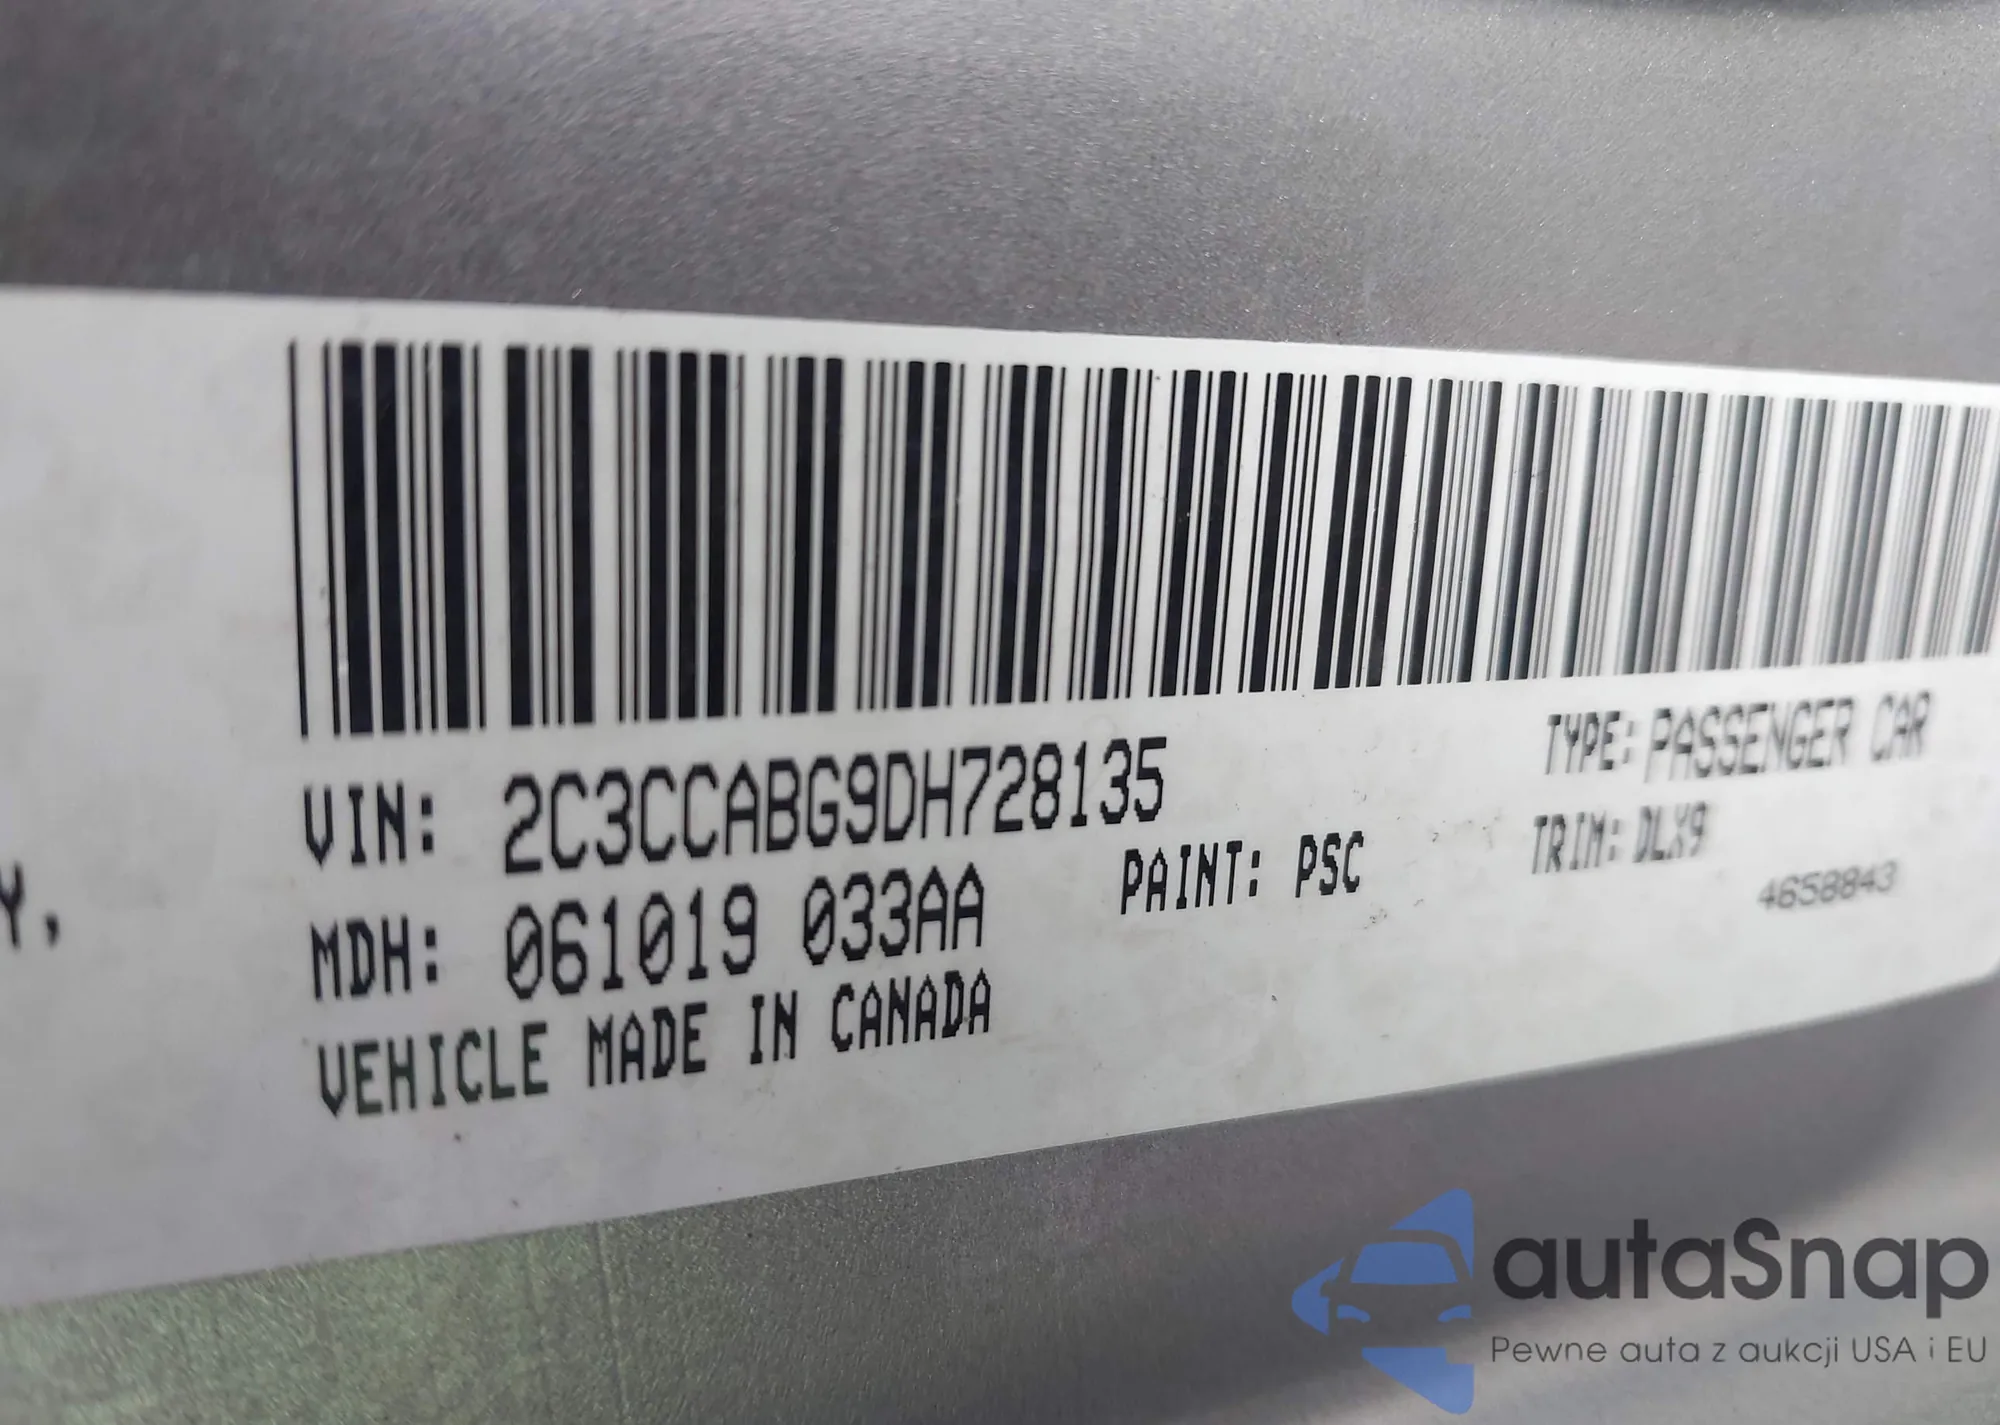 Y,
VIN: 2C3CCABG9DH728135
TYPE: PASSENGER CAR
MDH: 061019 033AA
PAINT: PSC
TRIM: DLX9
4658843
VEHICLE MADE IN CANADA
autaSnap
Pewne auta z aukcji USA i EU